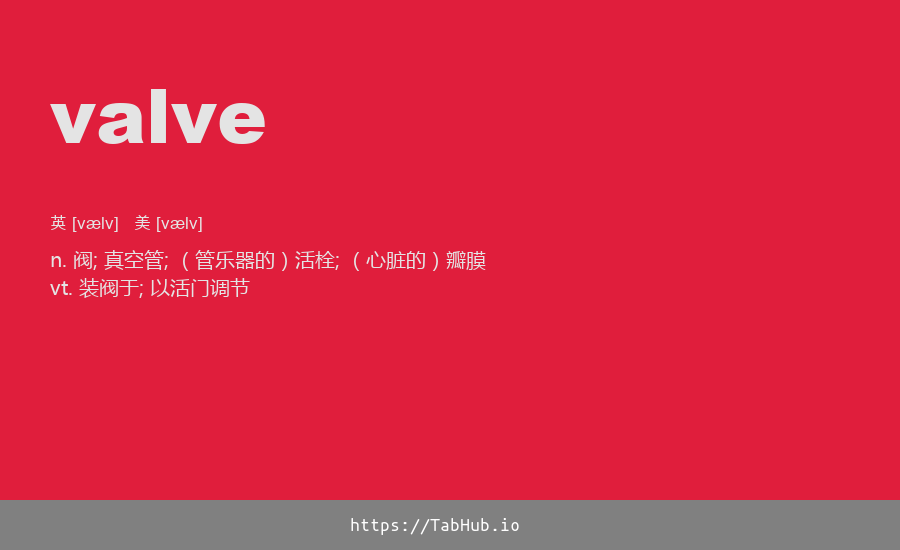 valve
英 [vælv] 美 [vælv]
n. 阀; 真空管; （管乐器的）活栓; （心脏的）瓣膜
vt. 装阀于; 以活门调节
https://TabHub.io